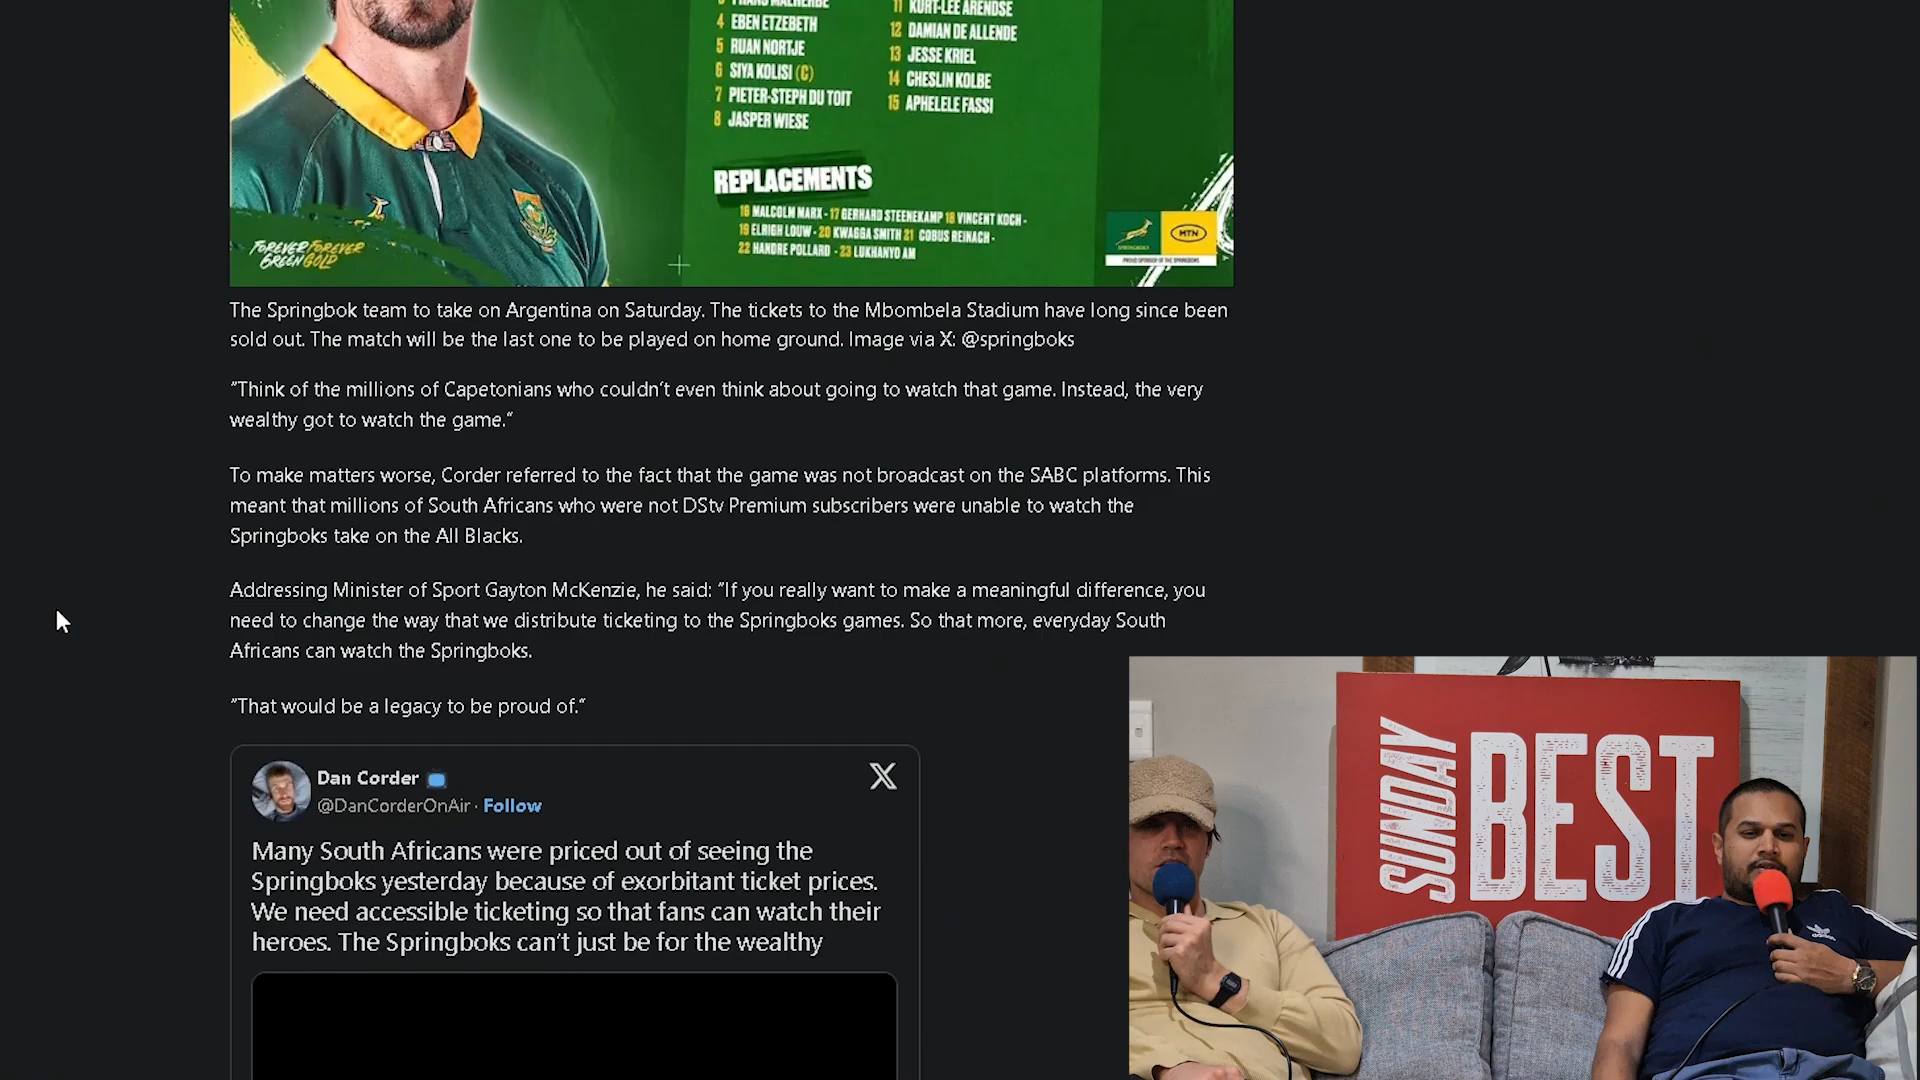 4 EBEN ETZEBETH
5 RUAN NORTJE
6 SIYA KOLISI (C)
7 PIETER-STEPH DU TOIT
8 JASPER WIESE
11 KURT-LEE ARENDSE
12 DAMIAN DE ALLENDE
13 JESSE KRIEL
14 CHESLIN KOLBE
15 APHELELE FASSI
REPLACEMENTS
16 MALCOLM MARX - 17 GERHARD STEENEKAMP 18 VINCENT KOCH -
19 ELRIGH LOUW - 20 KWAGGA SMITH 21 COBUS REINACH -
22 HANDRE POLLARD - 23 LUKHANYO AM
FOREVER FOREVER
GREEN GOLD
SPRINGBOKS
MTN
PROUD SPONSOR OF THE SPRINGBOKS
The Springbok team to take on Argentina on Saturday. The tickets to the Mbombela Stadium have long since been
sold out. The match will be the last one to be played on home ground. Image via X: @springboks
"Think of the millions of Capetonians who couldn't even think about going to watch that game. Instead, the very
wealthy got to watch the game."
To make matters worse, Corder referred to the fact that the game was not broadcast on the SABC platforms. This
meant that millions of South Africans who were not DStv Premium subscribers were unable to watch the
Springboks take on the All Blacks.
Addressing Minister of Sport Gayton McKenzie, he said: "If you really want to make a meaningful difference, you
need to change the way that we distribute ticketing to the Springboks games. So that more, everyday South
Africans can watch the Springboks.
"That would be a legacy to be proud of."
Dan Corder
@DanCorderOnAir · Follow
X
Many South Africans were priced out of seeing the
Springboks yesterday because of exorbitant ticket prices.
We need accessible ticketing so that fans can watch their
heroes. The Springboks can't just be for the wealthy
SUNDAY
BEST
adidas